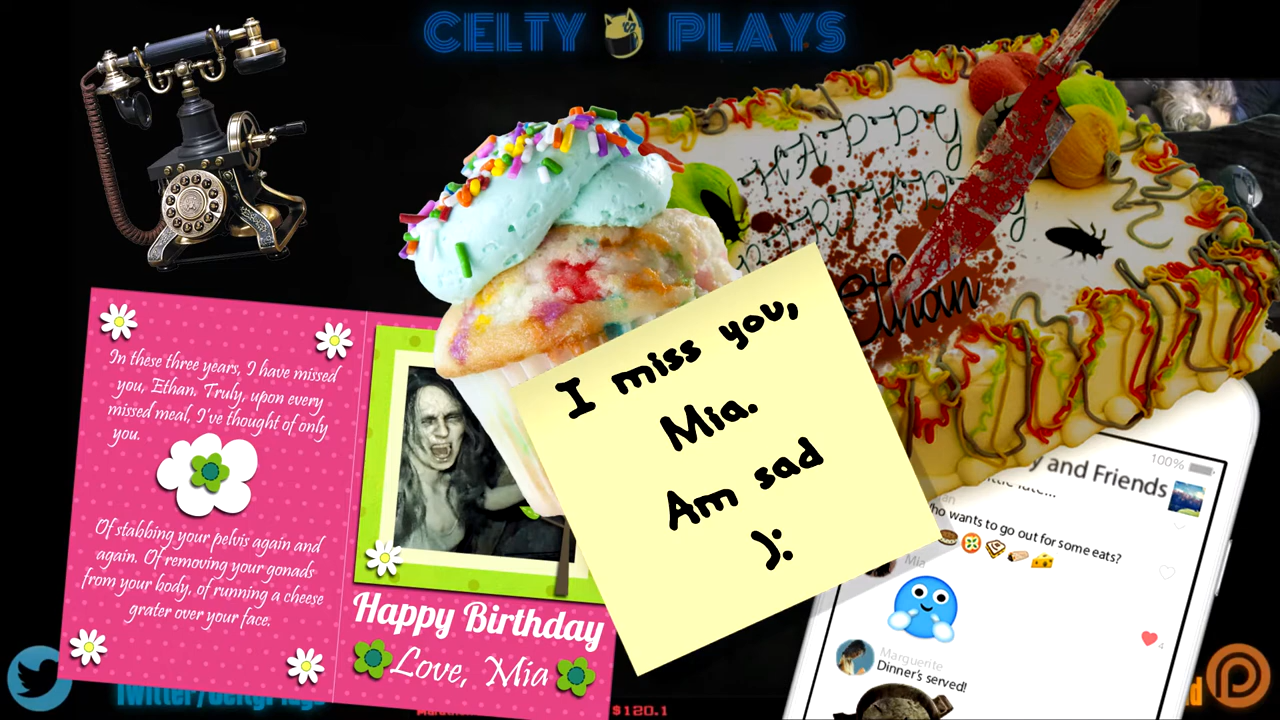 CELTY PLAYS
HAPPY
BIRTHDAY
Ethan
I miss you,
Mia.
Am sad
):
In these three years, I have missed
you, Ethan. Truly, upon every
missed meal, I've thought of only
you.
Of stabbing your pelvis again and
again. Of removing your gonads
from your body, of running a cheese
grater over your face.
Happy Birthday
Love, Mia
100%
y and Friends
who wants to go out for some eats?
Mia
4
Marguerite
Dinner's served!
Twitter/CeltyPlays
$120.1